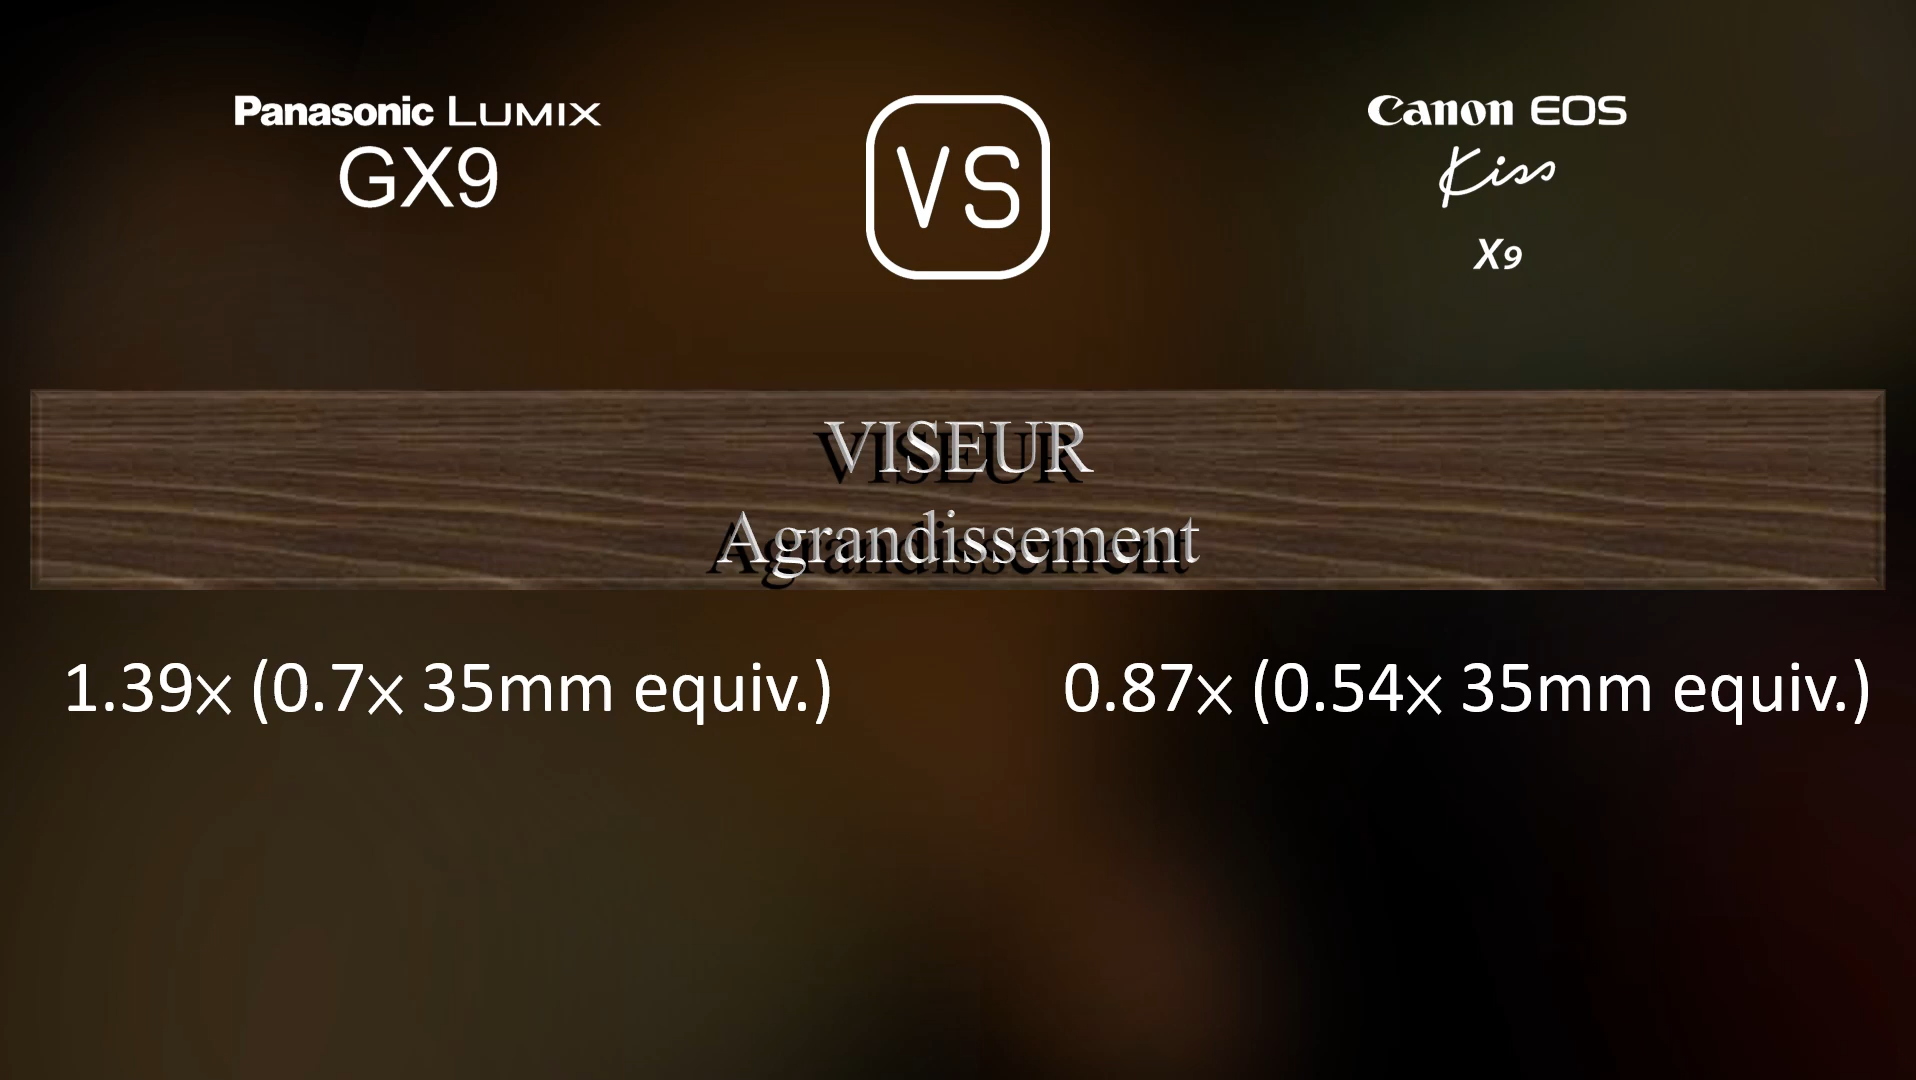 Panasonic LUMIX
GX9
VS
Canon EOS
Kiss
X9
VISEUR
Agrandissement
1.39x (0.7x 35mm equiv.)
0.87x (0.54x 35mm equiv.)